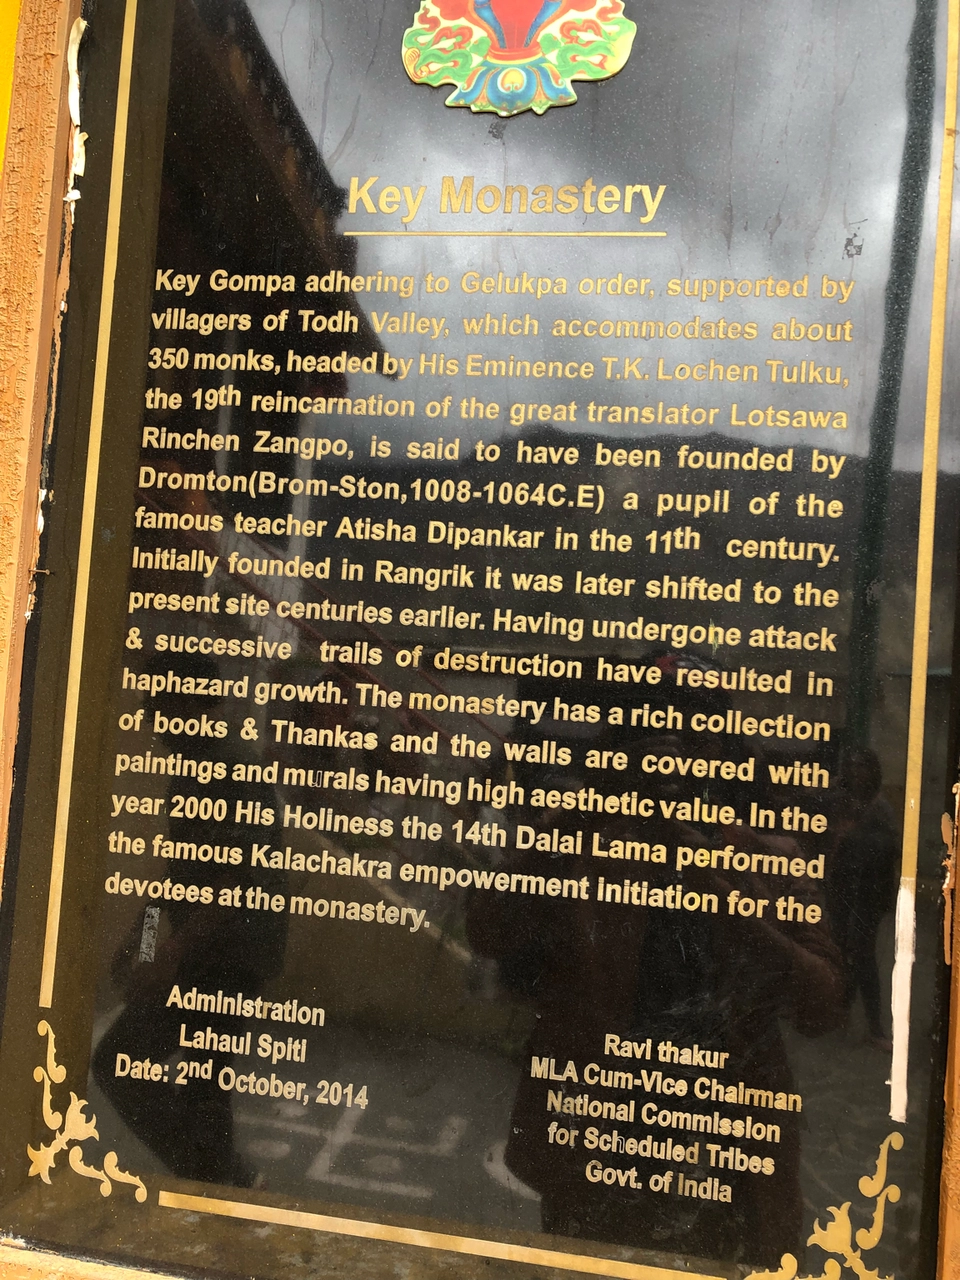 Key Monastery
Key Gompa adhering to Gelukpa order, supported by
villagers of Todh Valley, which accommodates about
350 monks, headed by His Eminence T.K. Lochen Tulku,
the 19th reincarnation of the great translator Lotsawa
Rinchen Zangpo, is said to have been founded by
Dromton(Brom-Ston,1008-1064C.E) a pupil of the
famous teacher Atisha Dipankar in the 11th century.
Initially founded in Rangrik it was later shifted to the
present site centuries earlier. Having undergone attack
& successive trails of destruction have resulted in
haphazard growth. The monastery has a rich collection
of books & Thankas and the walls are covered with
paintings and murals having high aesthetic value. In the
year 2000 His Holiness the 14th Dalai Lama performed
the famous Kalachakra empowerment initiation for the
devotees at the monastery.
Administration
Lahaul Spiti
Date: 2nd October, 2014
Ravi thakur
MLA Cum-Vice Chairman
National Commission
for Scheduled Tribes
Govt. of India